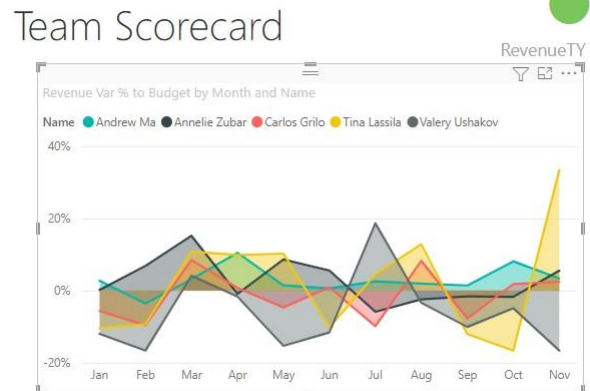 Team Scorecard
RevenueTY
Revenue Var % to Budget by Month and Name
Name Andrew Ma Annelie Zubar Carlos Grilo Tina Lassila Valery Ushakov
40%
20%
0%
-20%
Jan Feb Mar Apr May Jun Jul Aug Sep Oct Nov